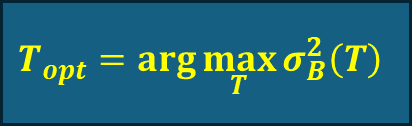 T_opt = arg max_T σ_B^2(T)